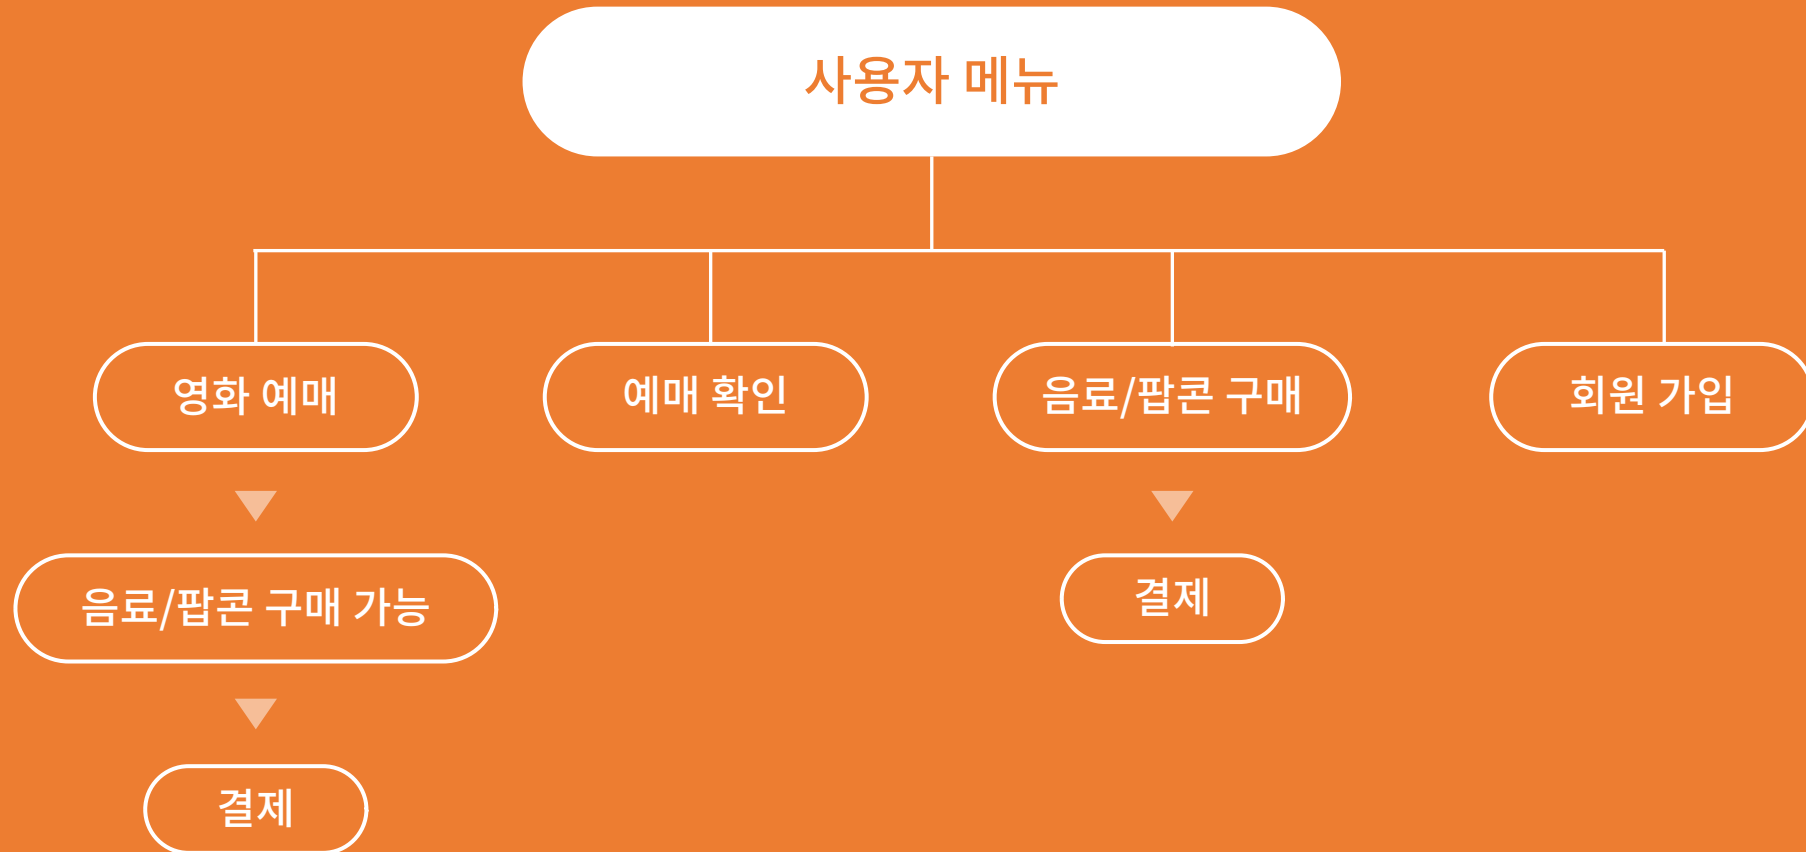 사용자 메뉴
영화 예매
예매 확인
음료/팝콘 구매
회원 가입
음료/팝콘 구매 가능
결제
결제